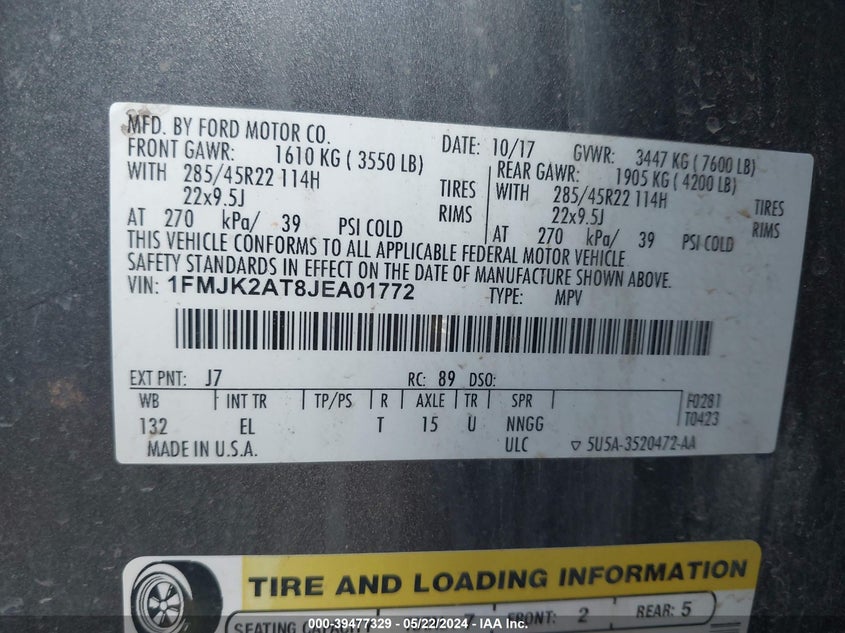 MFD. BY FORD MOTOR CO. DATE: 10/17 GVWR: 3447 KG ( 7600 LB)
FRONT GAWR: 1610 KG ( 3550 LB) REAR GAWR: 1905 KG ( 4200 LB)
WITH 285/45R22 114H TIRES WITH 285/45R22 114H TIRES
22x9.5J RIMS 22x9.5J RIMS
AT 270 kPa/ 39 PSI COLD AT 270 kPa/ 39 PSI COLD
THIS VEHICLE CONFORMS TO ALL APPLICABLE FEDERAL MOTOR VEHICLE
SAFETY STANDARDS IN EFFECT ON THE DATE OF MANUFACTURE SHOWN ABOVE.
VIN: 1FMJK2AT8JEA01772 TYPE: MPV
EXT PNT: J7 RC: 89 DSO:
WB INT TR TP/PS R AXLE TR SPR F0281
132 EL T 15 U NNGG T0423
MADE IN U.S.A. ULC ▽ 5U5A-3520472-AA
TIRE AND LOADING INFORMATION
SEATING CAPACITY 7 FRONT: 2 REAR: 5
000-39477329 - 05/22/2024 - IAA Inc.